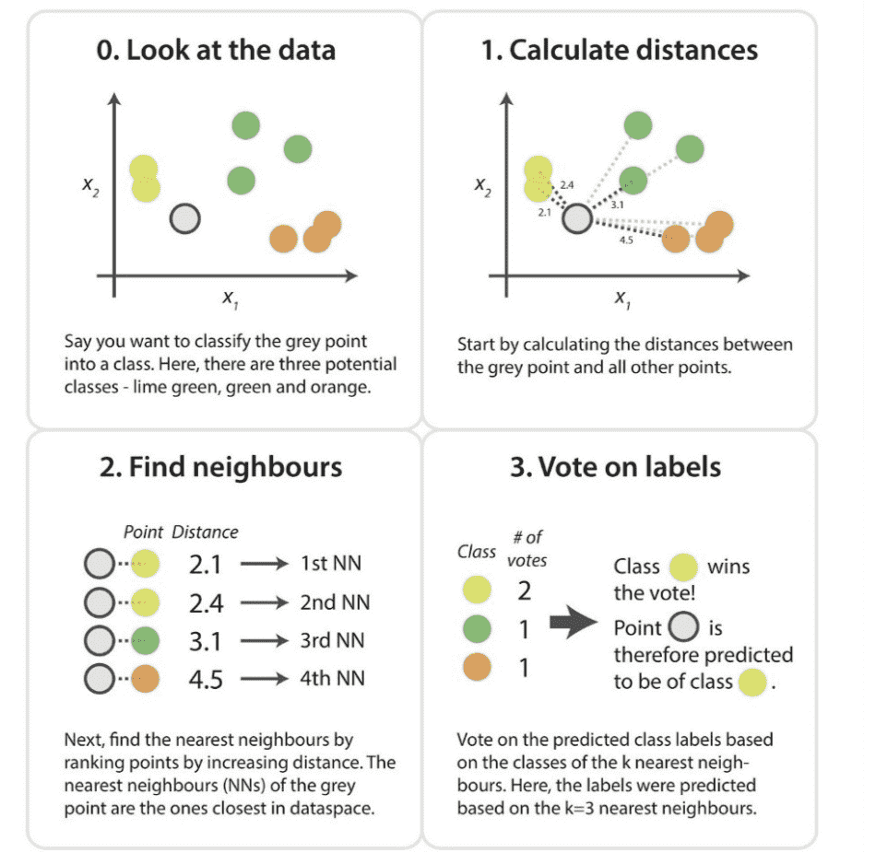 0. Look at the data
X2
X1
Say you want to classify the grey point
into a class. Here, there are three potential
classes - lime green, green and orange.
1. Calculate distances
X2
2.4
2.1
3.1
4.5
X1
Start by calculating the distances between
the grey point and all other points.
2. Find neighbours
Point Distance
2.1 1st NN
2.4 2nd NN
3.1 3rd NN
4.5 4th NN
Next, find the nearest neighbours by
ranking points by increasing distance. The
nearest neighbours (NNs) of the grey
point are the ones closest in dataspace.
3. Vote on labels
Class
# of
votes
2
1
1
Class wins
the vote!
Point is
therefore predicted
to be of class .
Vote on the predicted class labels based
on the classes of the k nearest neigh-
bours. Here, the labels were predicted
based on the k=3 nearest neighbours.